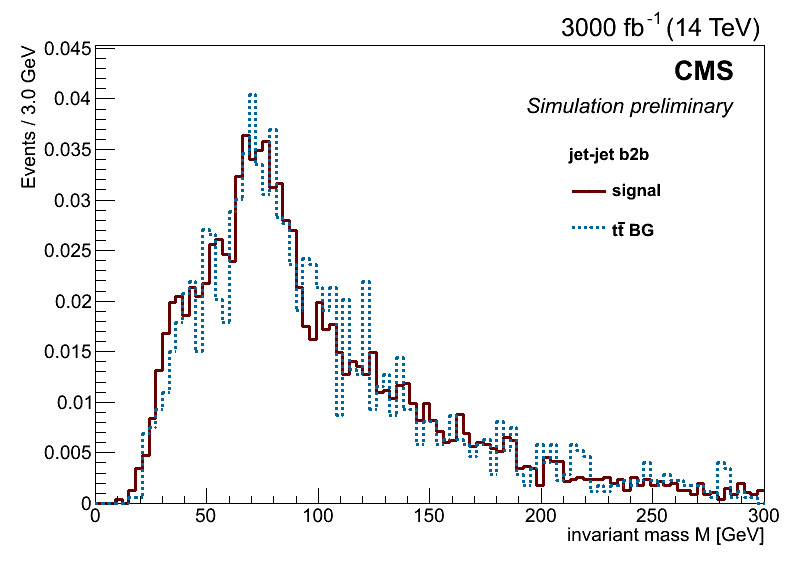 3000 fb⁻¹ (14 TeV)
CMS
Simulation preliminary
jet-jet b2b
signal
tt̄ BG
Events / 3.0 GeV
0.045
0.04
0.035
0.03
0.025
0.02
0.015
0.01
0.005
0
0 50 100 150 200 250 300
invariant mass M [GeV]